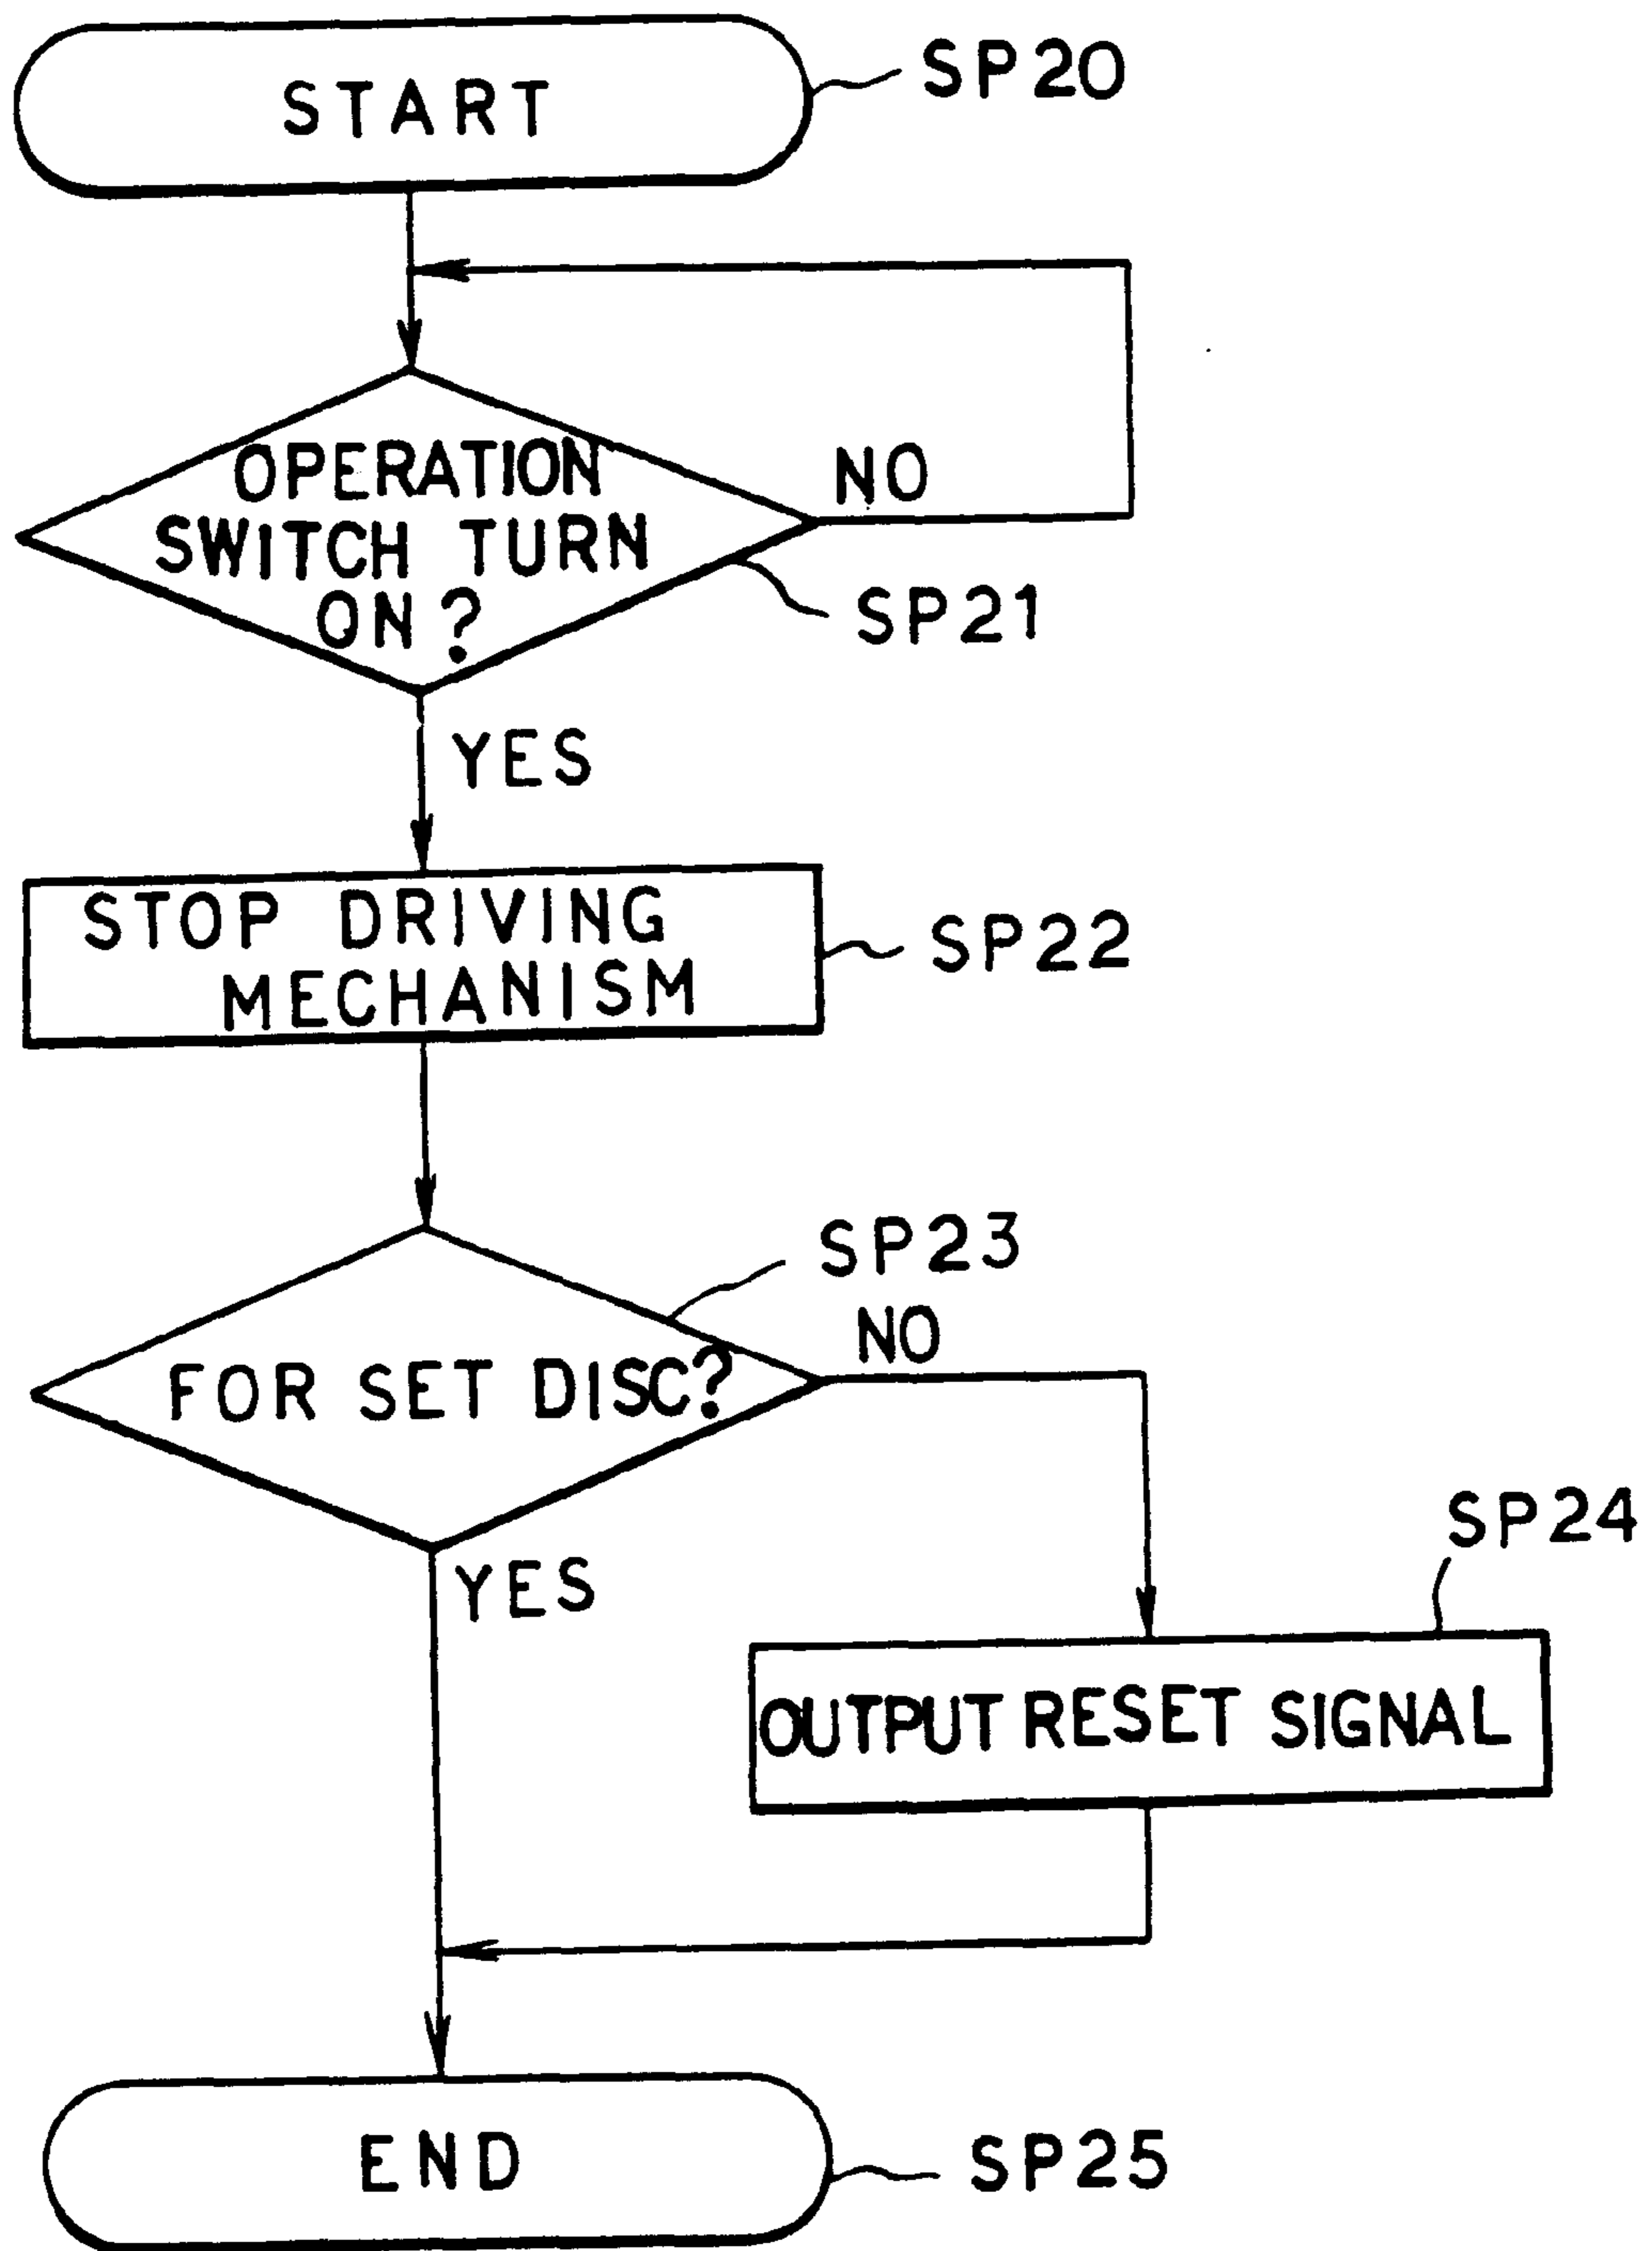 START
SP20
OPERATION
SWITCH TURN
ON?
NO
SP21
YES
STOP DRIVING
MECHANISM
SP22
SP23
FOR SET DISC?
NO
YES
SP24
OUTPUT RESET SIGNAL
END
SP25